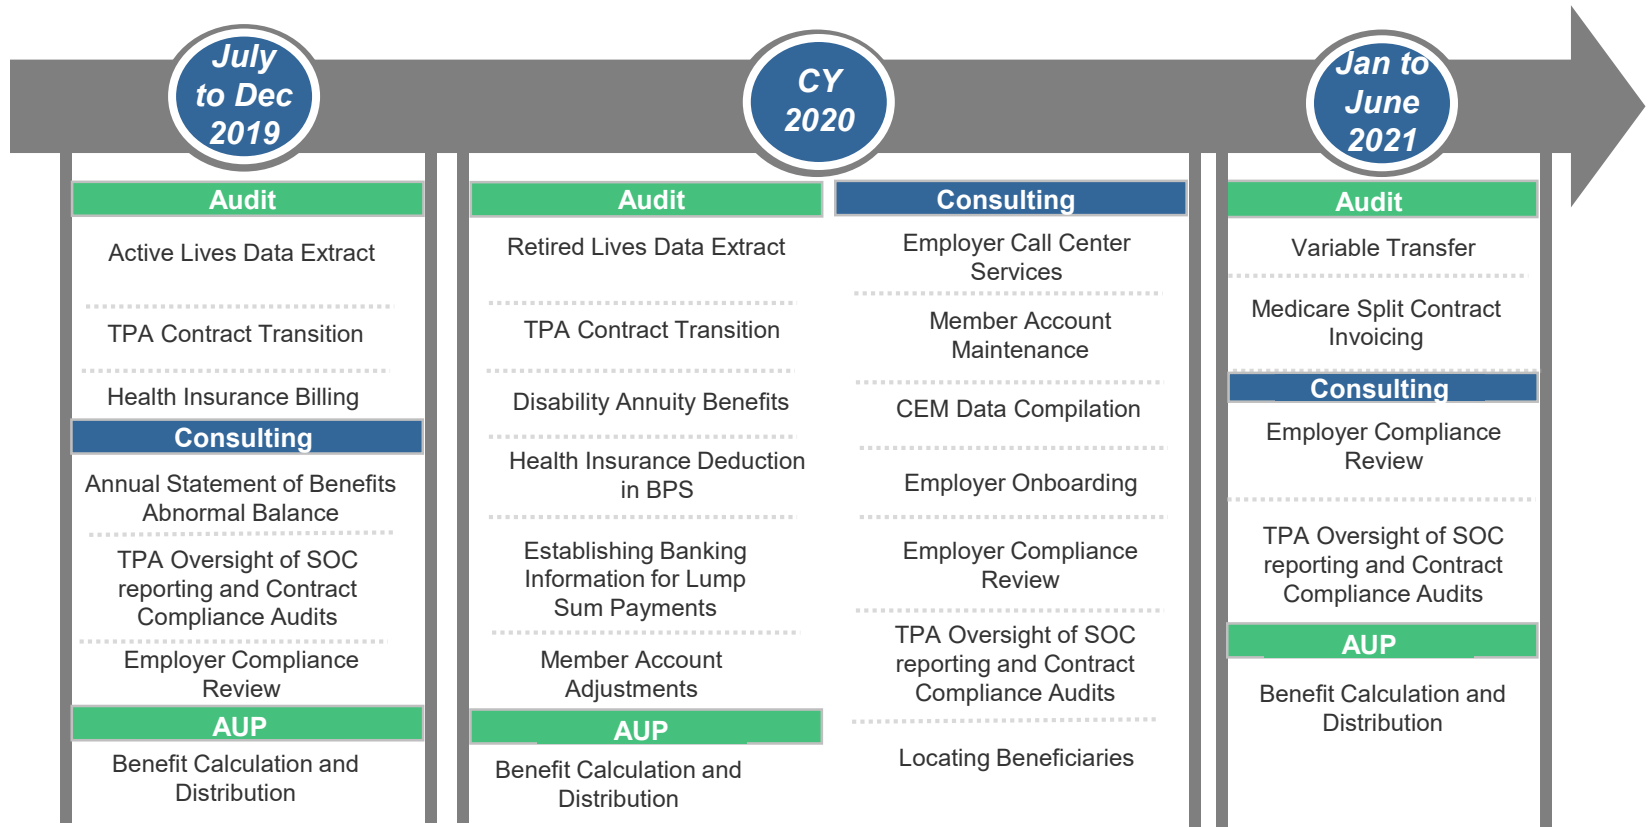 July
to Dec
2019
CY
2020
Jan to
June
2021
Audit
Active Lives Data Extract
TPA Contract Transition
Health Insurance Billing
Consulting
Annual Statement of Benefits
Abnormal Balance
TPA Oversight of SOC
reporting and Contract
Compliance Audits
Employer Compliance
Review
AUP
Benefit Calculation and
Distribution
Audit
Retired Lives Data Extract
TPA Contract Transition
Disability Annuity Benefits
Health Insurance Deduction
in BPS
Establishing Banking
Information for Lump
Sum Payments
Member Account
Adjustments
AUP
Benefit Calculation and
Distribution
Consulting
Employer Call Center
Services
Member Account
Maintenance
CEM Data Compilation
Employer Onboarding
Employer Compliance
Review
TPA Oversight of SOC
reporting and Contract
Compliance Audits
Locating Beneficiaries
Audit
Variable Transfer
Medicare Split Contract
Invoicing
Consulting
Employer Compliance
Review
TPA Oversight of SOC
reporting and Contract
Compliance Audits
AUP
Benefit Calculation and
Distribution